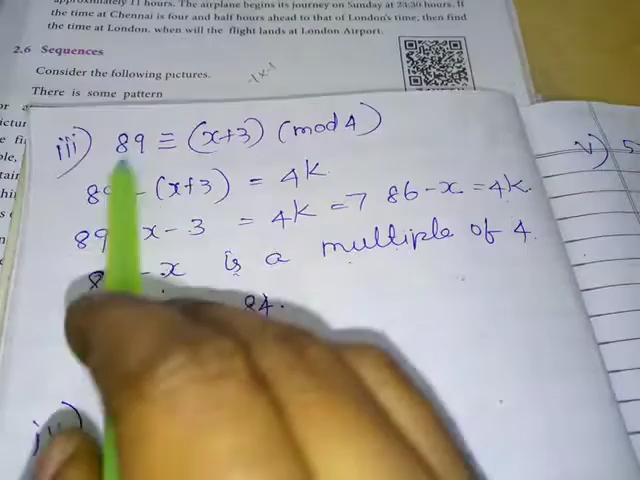 approximately 11 hours. The airplane begins its journey on Sunday at 23:30 hours. If
the time at Chennai is four and half hours ahead to that of London's time, then find
the time at London, when will the flight lands at London Airport.
2.6 Sequences
Consider the following pictures.
There is some pattern
iii) 89 ≡ (x+3) (mod 4)
(x+3) = 4k
89 x - 3 = 4k => 86 - x = 4k.
- x is a multiple of 4.
84.
iv)
v) 5